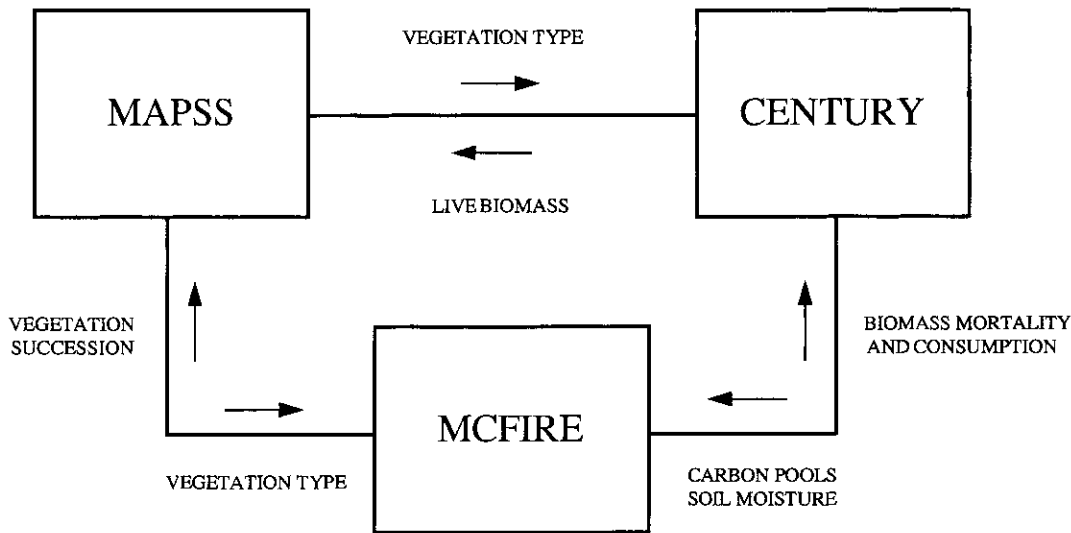 VEGETATION TYPE
MAPSS
CENTURY
LIVE BIOMASS
VEGETATION
SUCCESSION
BIOMASS MORTALITY
AND CONSUMPTION
MCFIRE
VEGETATION TYPE
CARBON POOLS
SOIL MOISTURE